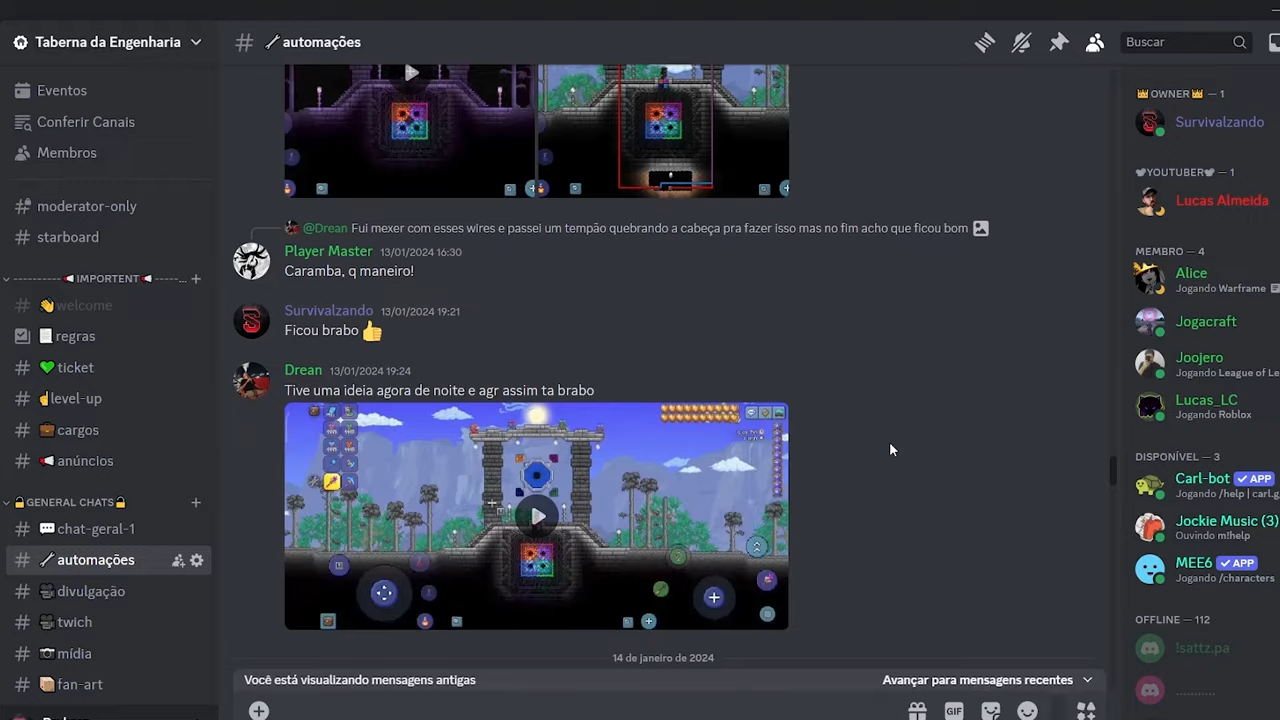 Taberna da Engenharia
Eventos
Conferir Canais
Membros
moderator-only
starboard
IMPORTENT
welcome
regras
ticket
level-up
cargos
anúncios
GENERAL CHATS
chat-geral-1
automações
divulgação
twich
mídia
fan-art
automações
Buscar
@Drean Fui mexer com esses wires e passei um tempão quebrando a cabeça pra fazer isso mas no fim acho que ficou bom
Player Master 13/01/2024 16:30
Caramba, q maneiro!
Survivalzando 13/01/2024 19:21
Ficou brabo 👍
Drean 13/01/2024 19:24
Tive uma ideia agora de noite e agr assim ta brabo
14 de janeiro de 2024
Você está visualizando mensagens antigas
Avançar para mensagens recentes
GIF
OWNER — 1
Survivalzando
YOUTUBER — 1
Lucas Almeida
MEMBRO — 4
Alice
Jogando Warframe
Jogacraft
Joojero
Jogando League of Le
Lucas_LC
Jogando Roblox
DISPONÍVEL — 3
Carl-bot ✓ APP
Jogando /help | carl.g
Jockie Music (3)
Ouvindo m!help
MEE6 ✓ APP
Jogando /characters
OFFLINE — 112
!sattz.pa
...........